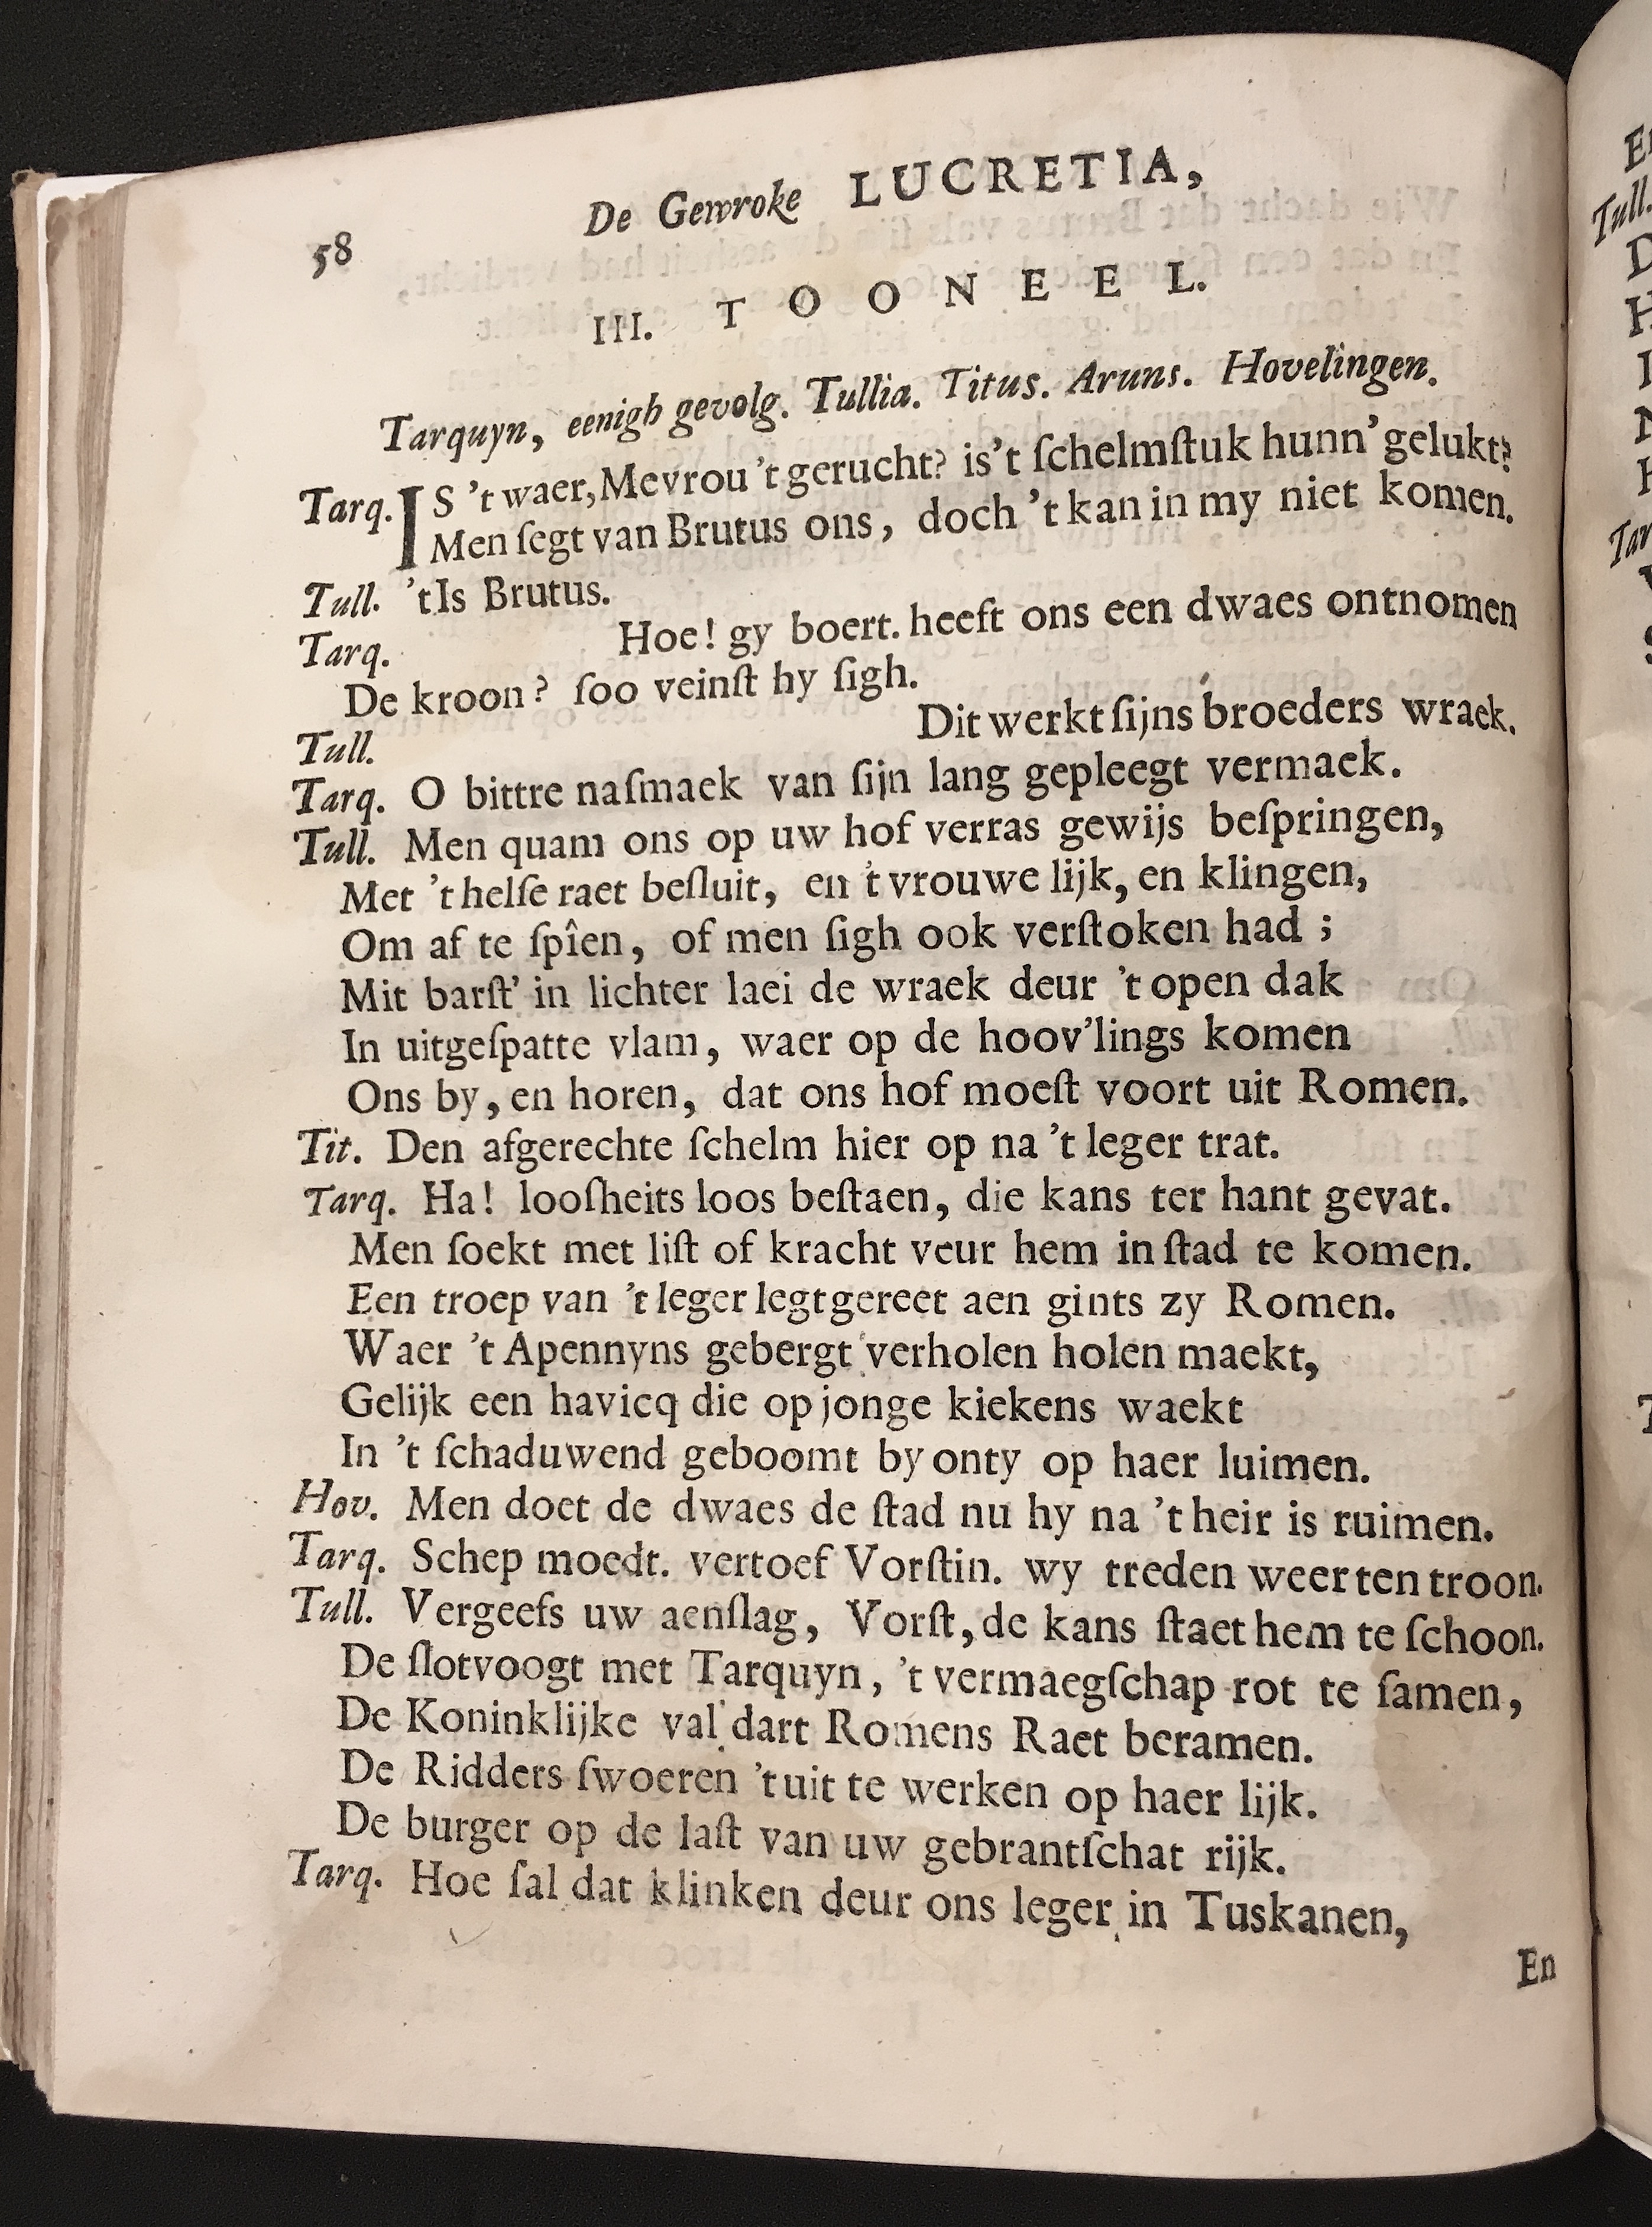 58
De Gewroke LUCRETIA,
III. TOONEEL.
Tarquyn, eenigh gevolg. Tullia. Titus. Aruns. Hovelingen.
Tarq. IS 't waer, Mevrou 't gerucht? is 't ſchelmſtuk hunn' gelukt?
Men ſegt van Brutus ons, doch 't kan in my niet komen.
Tull. 't Is Brutus.
Tarq. Hoe! gy boert. heeft ons een dwaes ontnomen
De kroon? ſoo veinſt hy ſigh.
Tull. Dit werkt ſijns broeders wraek.
Tarq. O bittre naſmaek van ſijn lang gepleegt vermaek.
Tull. Men quam ons op uw hof verras gewijs beſpringen,
Met 't helſe raet beſluit, en 't vrouwe lijk, en klingen,
Om af te ſpîen, of men ſigh ook verſtoken had;
Mit barſt' in lichter laei de wraek deur 't open dak
In uitgeſpatte vlam, waer op de hoov'lings komen
Ons by, en horen, dat ons hof moeſt voort uit Romen.
Tit. Den afgerechte ſchelm hier op na 't leger trat.
Tarq. Ha! looſheits loos beſtaen, die kans ter hant gevat.
Men ſoekt met liſt of kracht veur hem in ſtad te komen.
Een troep van 't leger legt gereet aen gints zy Romen.
Waer 't Apennyns gebergt verholen holen maekt,
Gelijk een havicq die op jonge kiekens waekt
In 't ſchaduwend geboomt by onty op haer luimen.
Hov. Men doet de dwaes de ſtad nu hy na 't heir is ruimen.
Tarq. Schep moedt. vertoef Vorſtin. wy treden weer ten troon.
Tull. Vergeefs uw aenſlag, Vorſt, de kans ſtaet hem te ſchoon.
De ſlotvoogt met Tarquyn, 't vermaegſchap rot te ſamen,
De Koninklijke val dart Romens Raet beramen.
De Ridders ſwoeren 't uit te werken op haer lijk.
De burger op de laſt van uw gebrantſchat rijk.
Tarq. Hoe ſal dat klinken deur ons leger in Tuskanen,
En